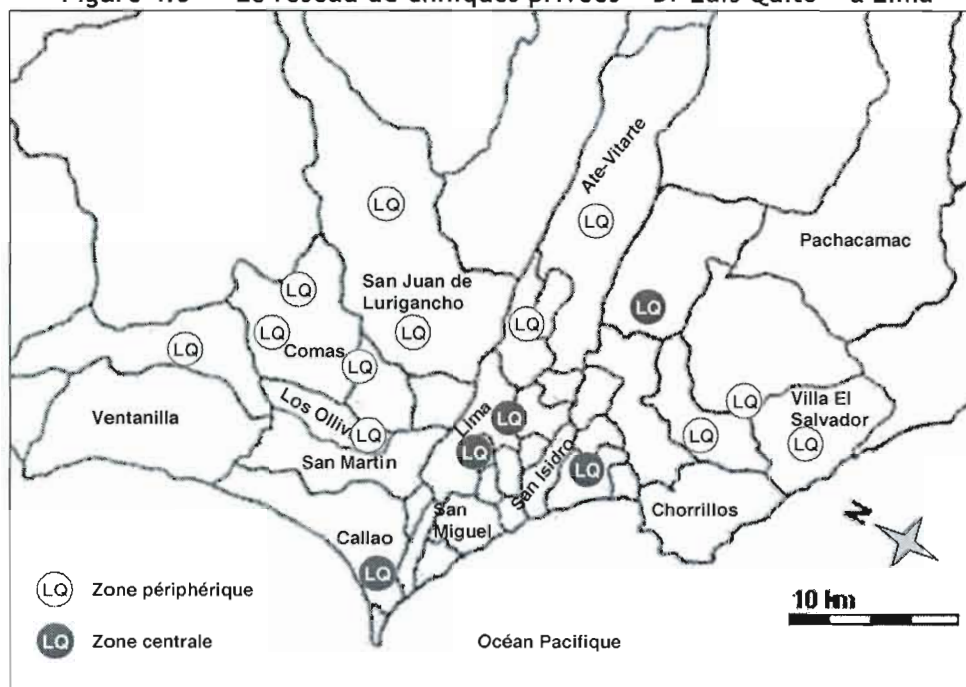 Ate-Vitarte
LQ
LQ
Pachacamac
San Juan de
Lurigancho
LQ
LQ
LQ
LQ
LQ
LQ
Comas
LQ
LQ
Ventanilla
Los Olliv
LQ
San Martin
Lima
LQ
LQ
San Isidro
LQ
LQ
LQ
Villa El
Salvador
LQ
San
Miguel
Chorrillos
Callao
LQ
N
LQ Zone périphérique
LQ Zone centrale
Océan Pacifique
10 km